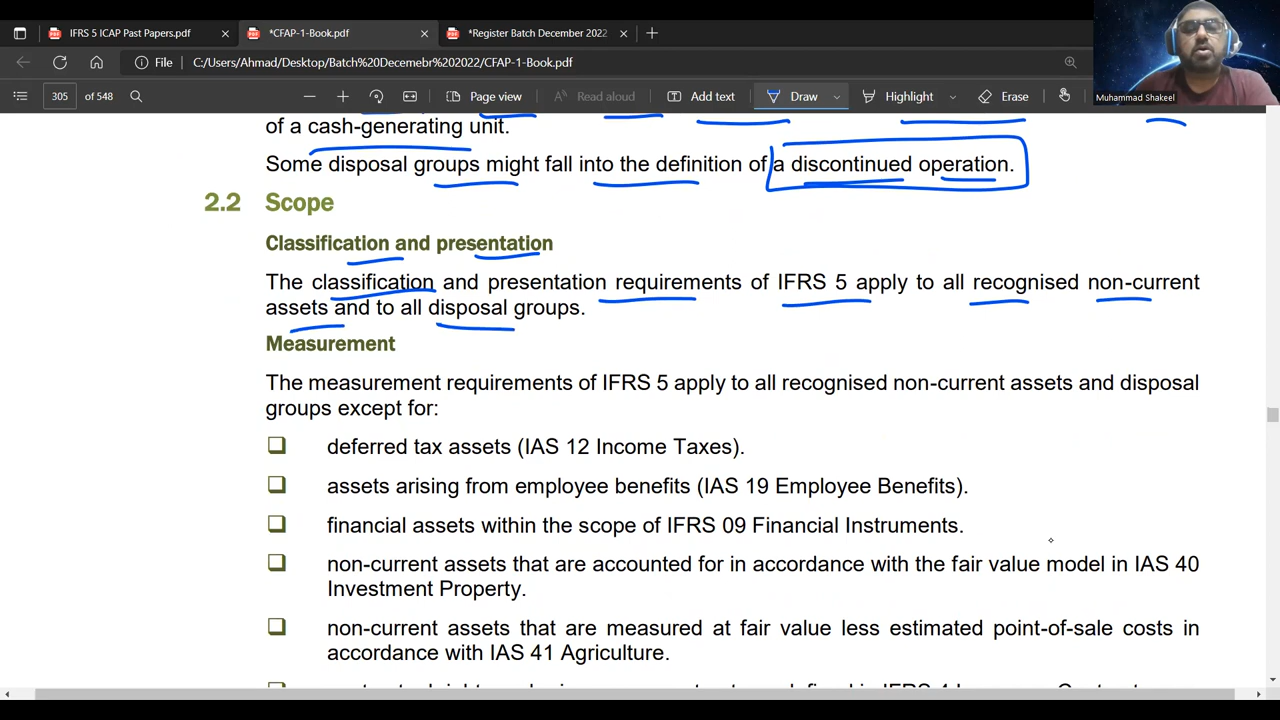 IFRS 5 ICAP Past Papers.pdf
*CFAP-1-Book.pdf
*Register Batch December 2022
File
C:/Users/Ahmad/Desktop/Batch%20Decemebr%202022/CFAP-1-Book.pdf
305
of 548
Page view
Read aloud
Add text
Draw
Highlight
Erase
Muhammad Shakeel
of a cash-generating unit.
Some disposal groups might fall into the definition of a discontinued operation.
2.2 Scope
Classification and presentation
The classification and presentation requirements of IFRS 5 apply to all recognised non-current
assets and to all disposal groups.
Measurement
The measurement requirements of IFRS 5 apply to all recognised non-current assets and disposal
groups except for:
deferred tax assets (IAS 12 Income Taxes).
assets arising from employee benefits (IAS 19 Employee Benefits).
financial assets within the scope of IFRS 09 Financial Instruments.
non-current assets that are accounted for in accordance with the fair value model in IAS 40
Investment Property.
non-current assets that are measured at fair value less estimated point-of-sale costs in
accordance with IAS 41 Agriculture.